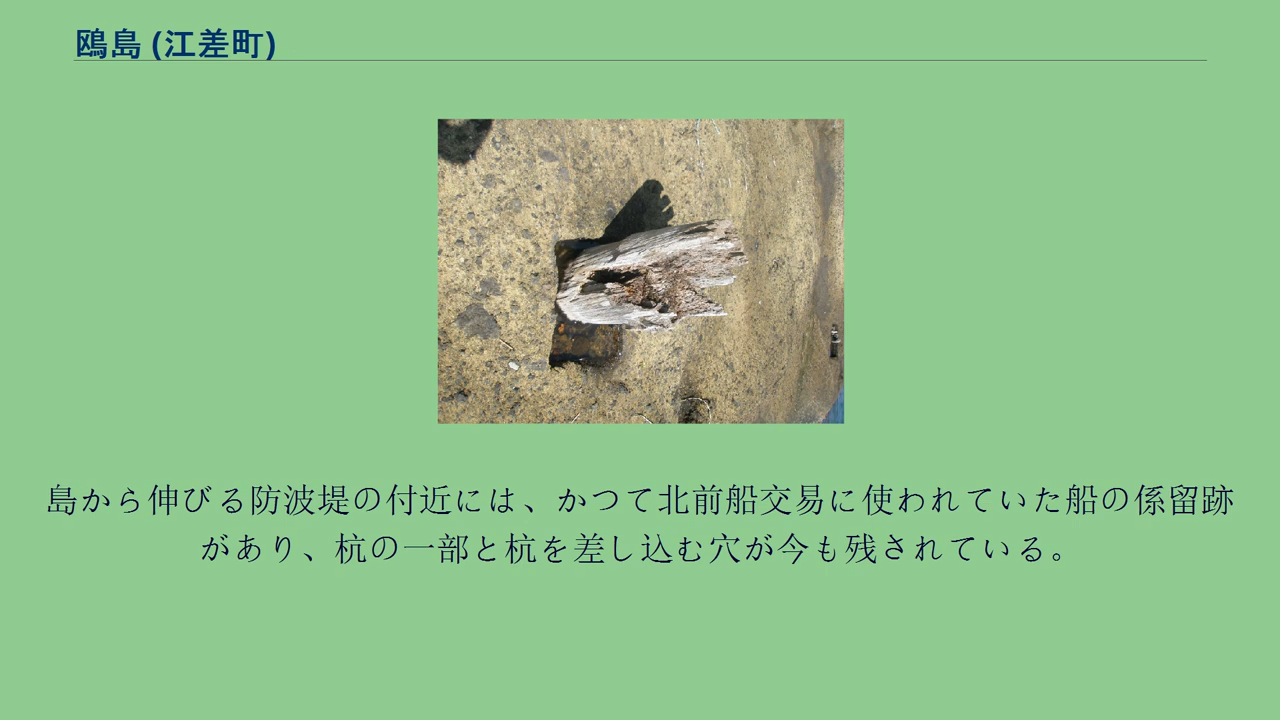 鴎島 (江差町)
島から伸びる防波堤の付近には、かつて北前船交易に使われていた船の係留跡
があり、杭の一部と杭を差し込む穴が今も残されている。